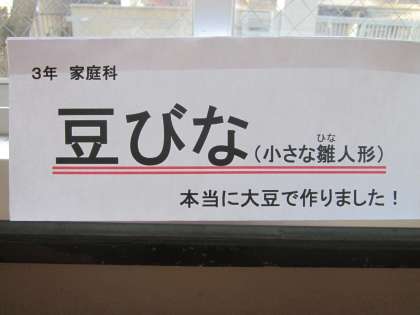 3年 家庭科
豆びな(小さな雛人形)
ひな
本当に大豆で作りました!